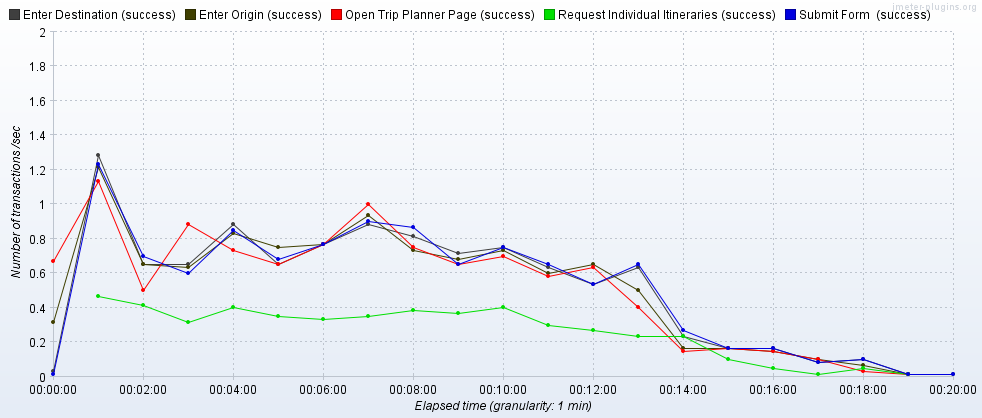 jmeter-plugins.org
Enter Destination (success) Enter Origin (success) Open Trip Planner Page (success) Request Individual Itineraries (success) Submit Form (success)
2
1.8
1.6
1.4
1.2
1
0.8
0.6
0.4
0.2
0
Number of transactions /sec
00:00:00 00:02:00 00:04:00 00:06:00 00:08:00 00:10:00 00:12:00 00:14:00 00:16:00 00:18:00 00:20:00
Elapsed time (granularity: 1 min)